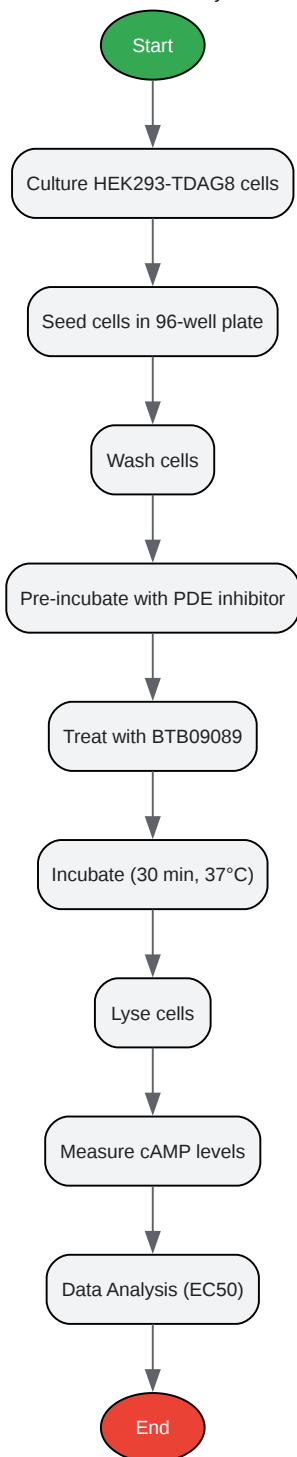 Start
Culture HEK293-TDAG8 cells
Seed cells in 96-well plate
Wash cells
Pre-incubate with PDE inhibitor
Treat with BTB09089
Incubate (30 min, 37°C)
Lyse cells
Measure cAMP levels
Data Analysis (EC50)
End